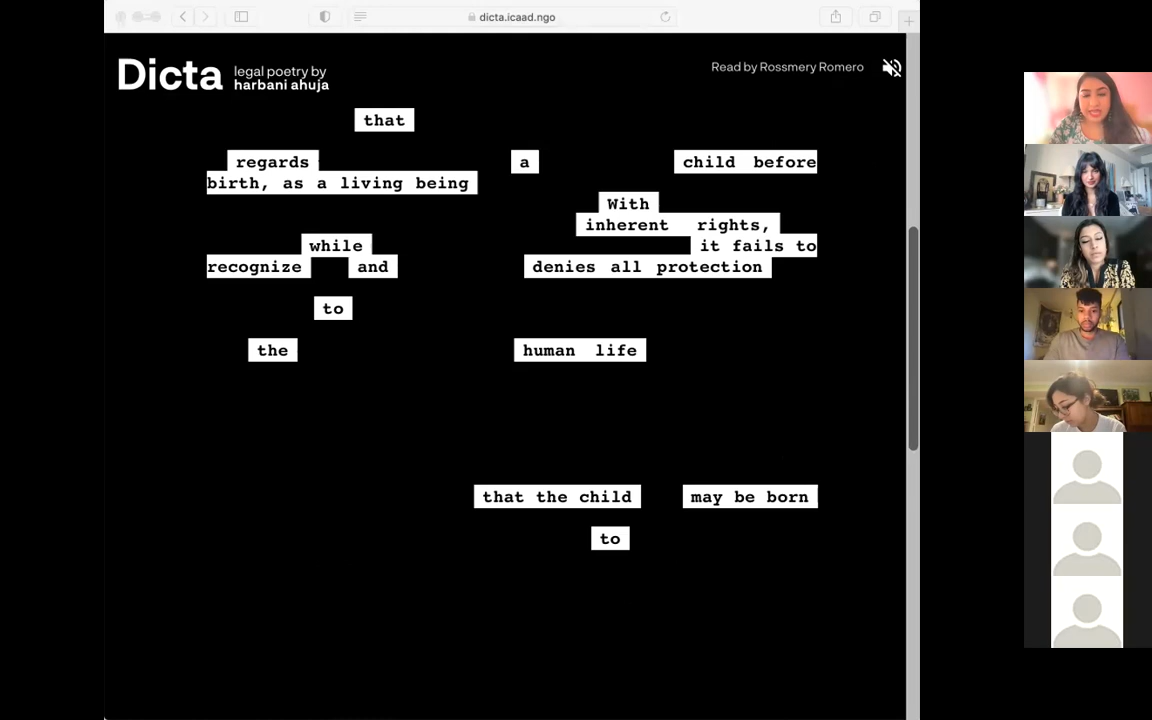 dicta.icaad.ngo
Dicta legal poetry by
harbani ahuja
Read by Rossmery Romero
that
regards a child before
birth, as a living being
With
inherent rights,
while it fails to
recognize and denies all protection
to
the human life
that the child may be born
to